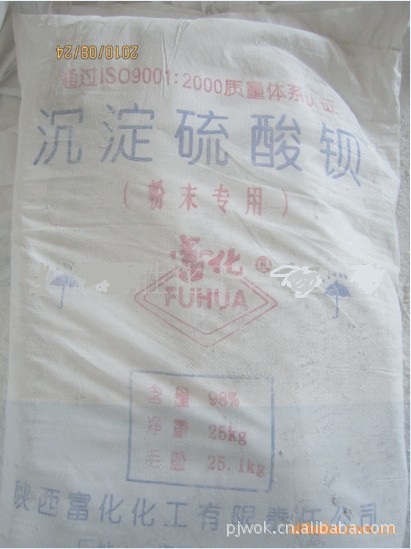 2010/08/24
通过ISO9001:2000质量体系认证
沉淀硫酸钡
(粉末专用)
富化®
FUHUA
含量 98%
净重 25kg
毛重 25.1kg
陕西富化化工有限责任公司
pjwok.cn.alibaba.com